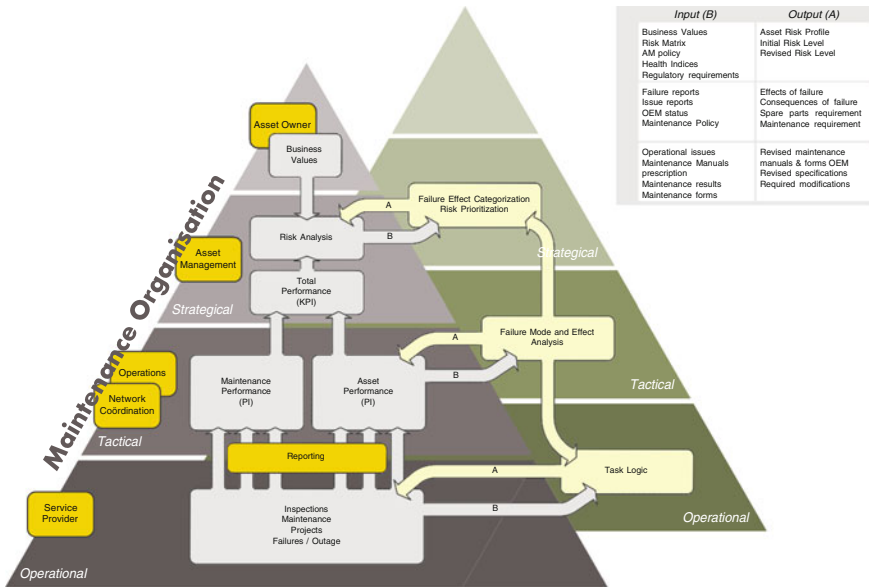 Maintenance Organisation
Asset Owner
Business
Values
Risk Analysis
Asset
Management
Total
Performance
(KPI)
Strategical
Operations
Network
Coördination
Maintenance
Performance
(PI)
Asset
Performance
(PI)
Tactical
Reporting
Service
Provider
Inspections
Maintenance
Projects
Failures / Outage
Operational
A
B
Failure Effect Categorization
Risk Prioritization
Strategical
A
B
Failure Mode and Effect
Analysis
Tactical
A
B
Task Logic
Operational
Input (B) Output (A)
Business Values Asset Risk Profile
Risk Matrix Initial Risk Level
AM policy Revised Risk Level
Health Indices
Regulatory requirements
Failure reports Effects of failure
Issue reports Consequences of failure
OEM status Spare parts requirement
Maintenance Policy Maintenance requirement
Operational issues Revised maintenance
Maintenance Manuals manuals & forms OEM
prescription Revised specifications
Maintenance results Required modifications
Maintenance forms